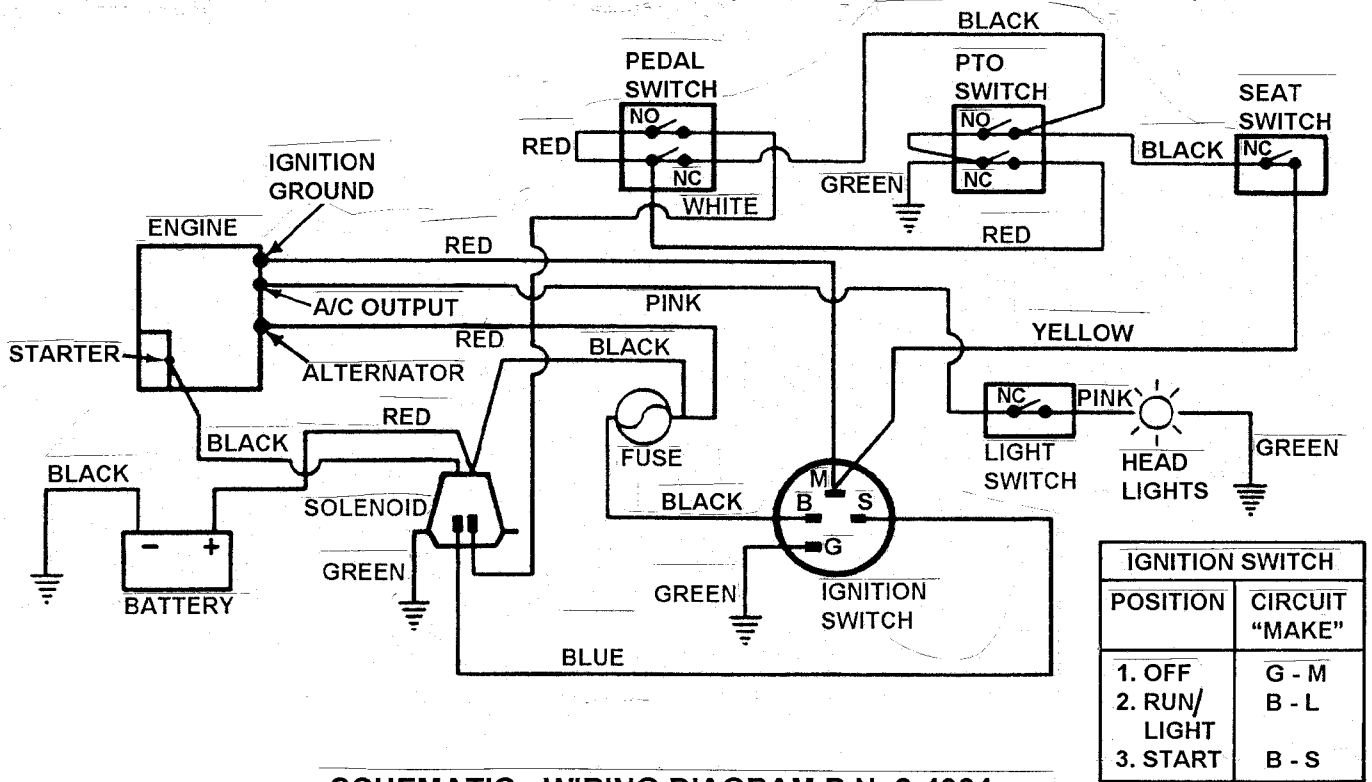 BLACK
PEDAL
SWITCH
PTO
SWITCH
SEAT
SWITCH
NO
NO
RED
BLACK
NC
NC
NC
IGNITION
GROUND
GREEN
WHITE
ENGINE
RED
RED
A/C OUTPUT
PINK
YELLOW
RED
BLACK
STARTER
ALTERNATOR
NC
PINK
RED
BLACK
FUSE
LIGHT
SWITCH
HEAD
LIGHTS
GREEN
BLACK
M
B
S
G
BLACK
SOLENOID
GREEN
GREEN
IGNITION
SWITCH
- +
BATTERY
BLUE
IGNITION SWITCH
POSITION
CIRCUIT
"MAKE"
1. OFF G - M
2. RUN/ B - L
LIGHT
3. START B - S
SCHEMATIC - WIRING DIAGRAM